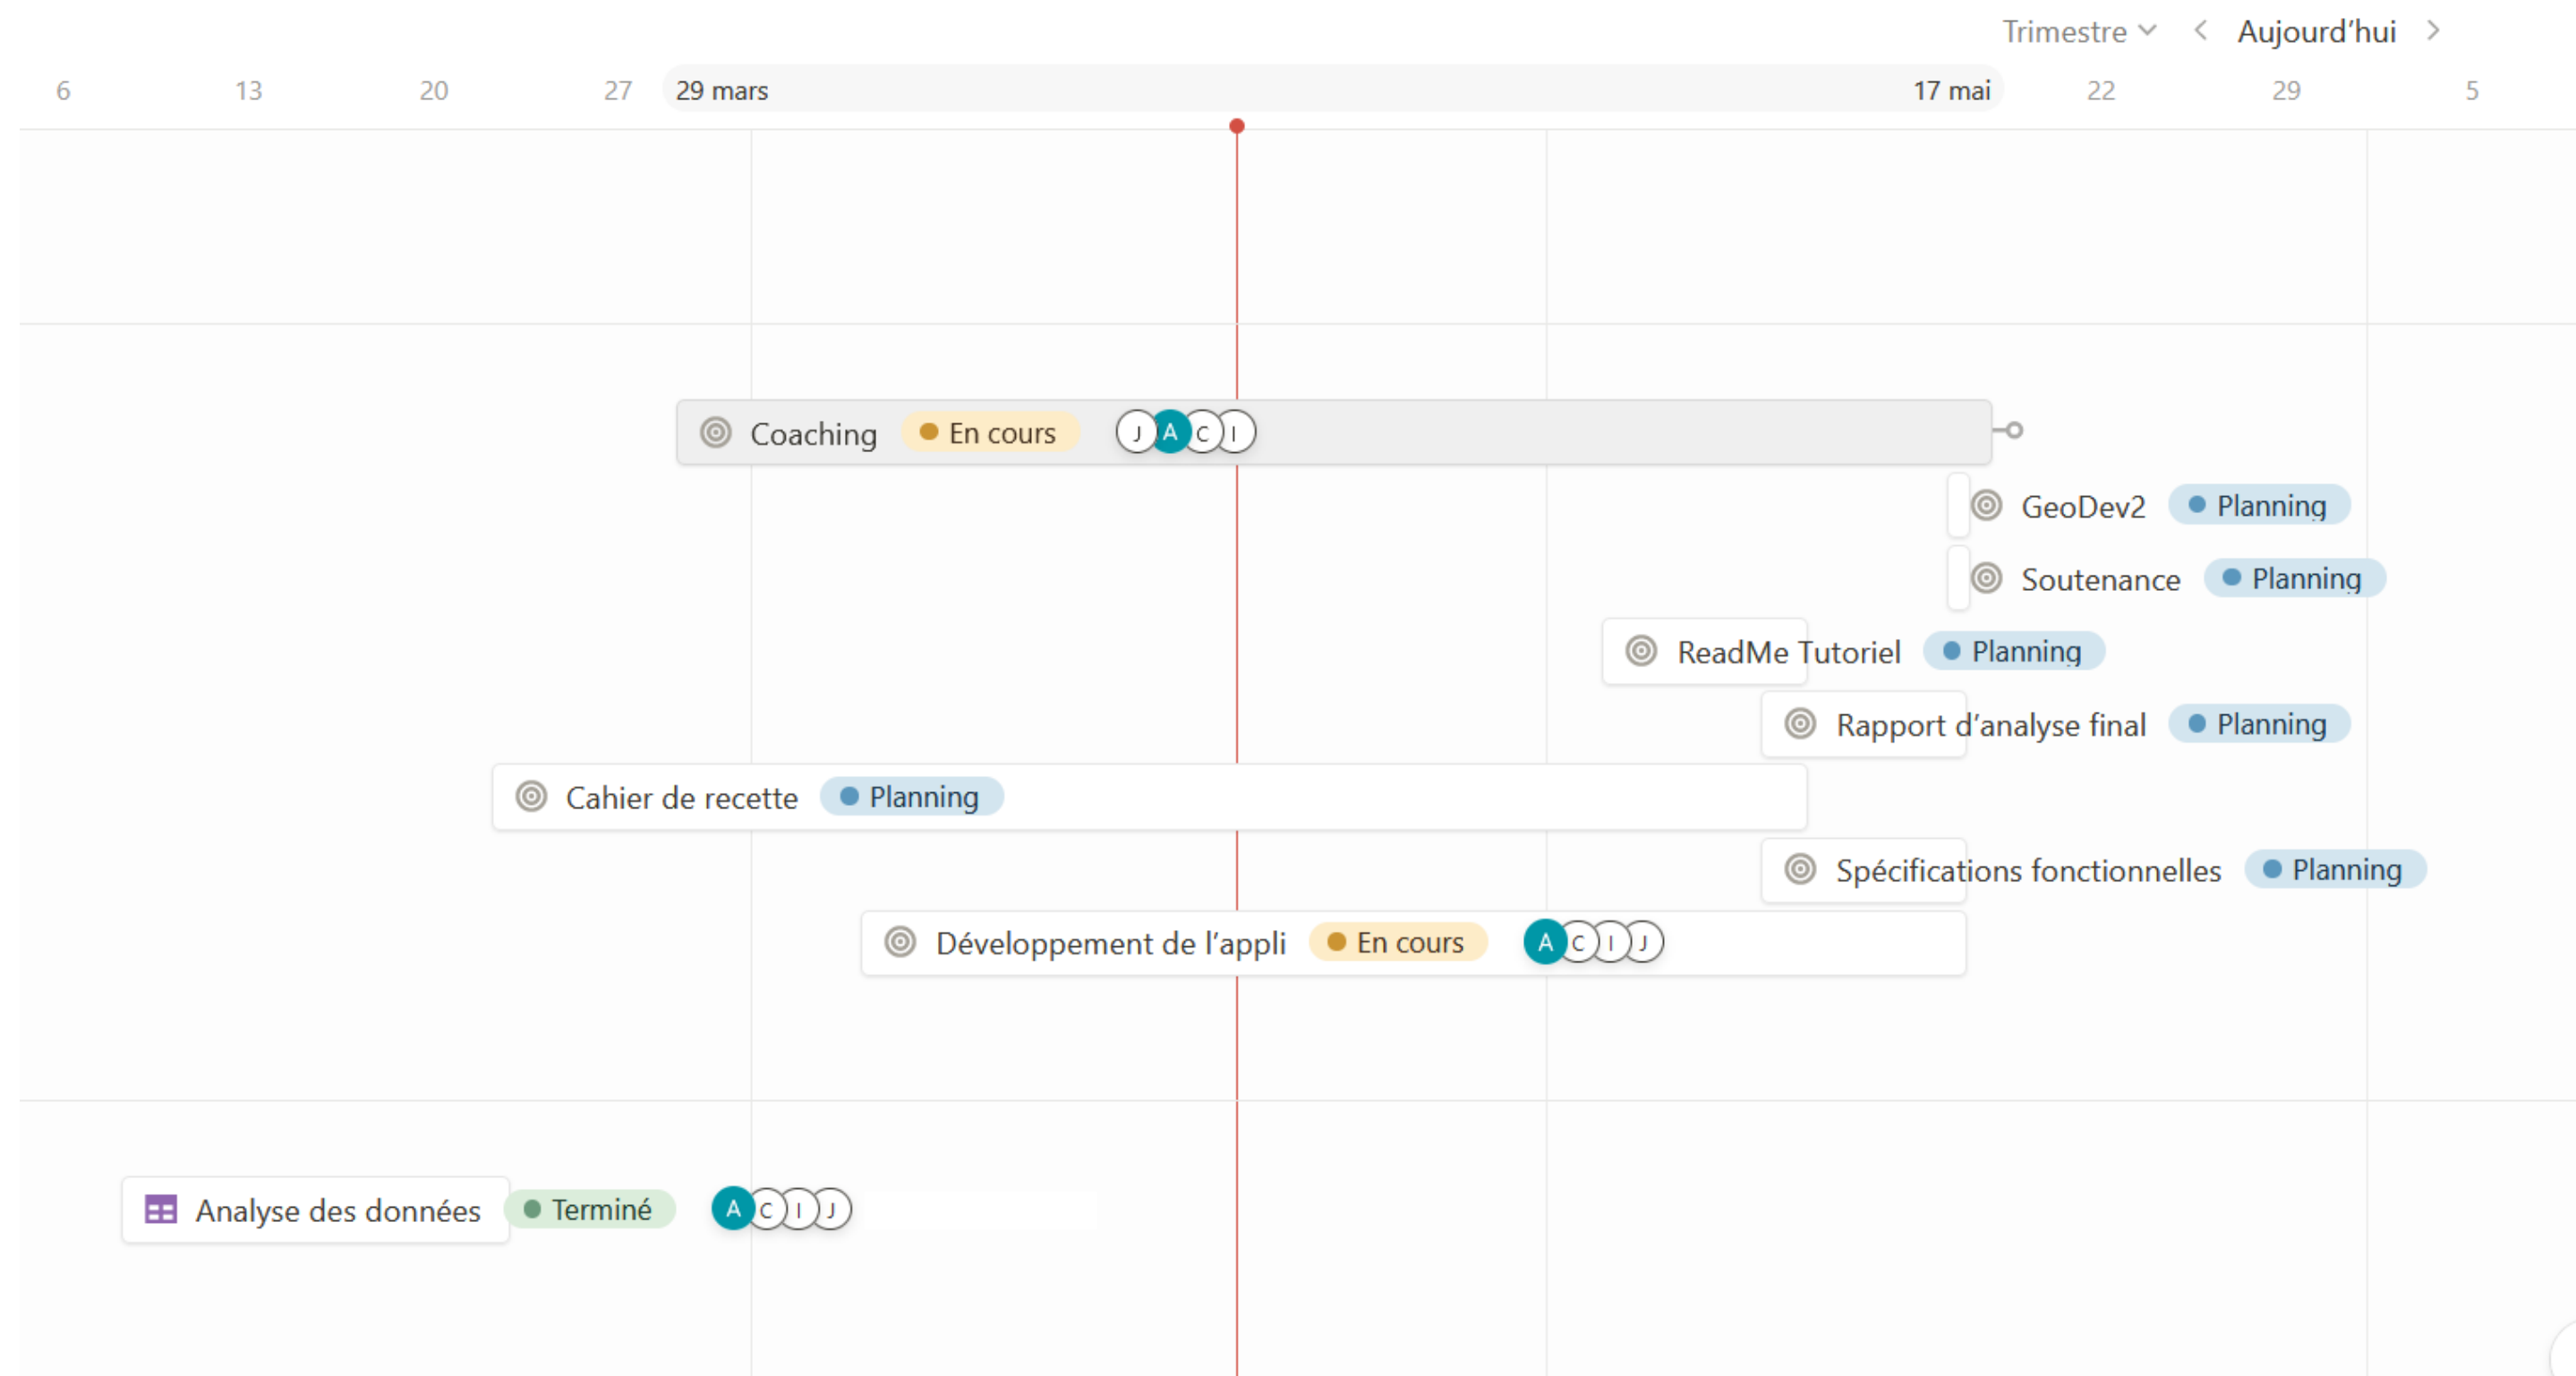 Trimestre Aujourd'hui
6 13 20 27 29 mars 17 mai 22 29 5
Coaching En cours J A C I
GeoDev2 Planning
Soutenance Planning
ReadMe Tutoriel Planning
Rapport d'analyse final Planning
Cahier de recette Planning
Spécifications fonctionnelles Planning
Développement de l'appli En cours A C I J
Analyse des données Terminé A C I J